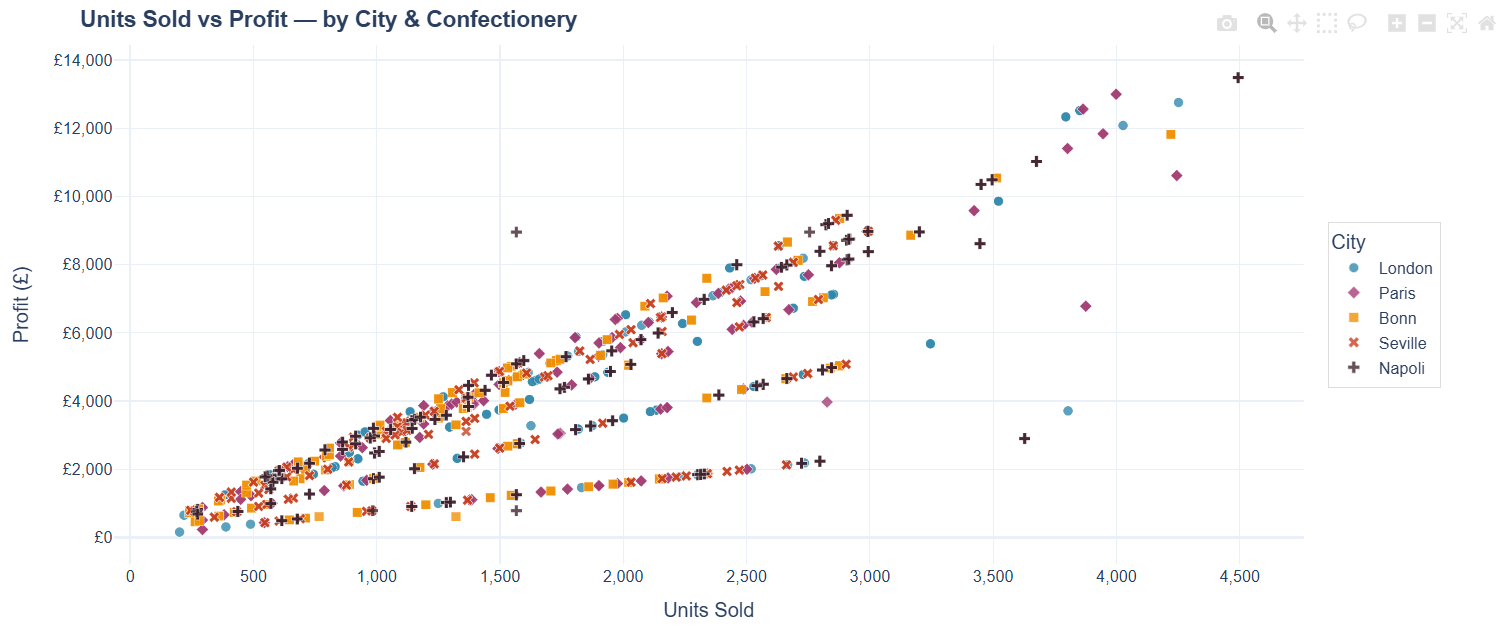 Units Sold vs Profit — by City & Confectionery
£14,000
£12,000
£10,000
£8,000
£6,000
£4,000
£2,000
£0
Profit (£)
0
500
1,000
1,500
2,000
2,500
3,000
3,500
4,000
4,500
Units Sold
City
London
Paris
Bonn
Seville
Napoli